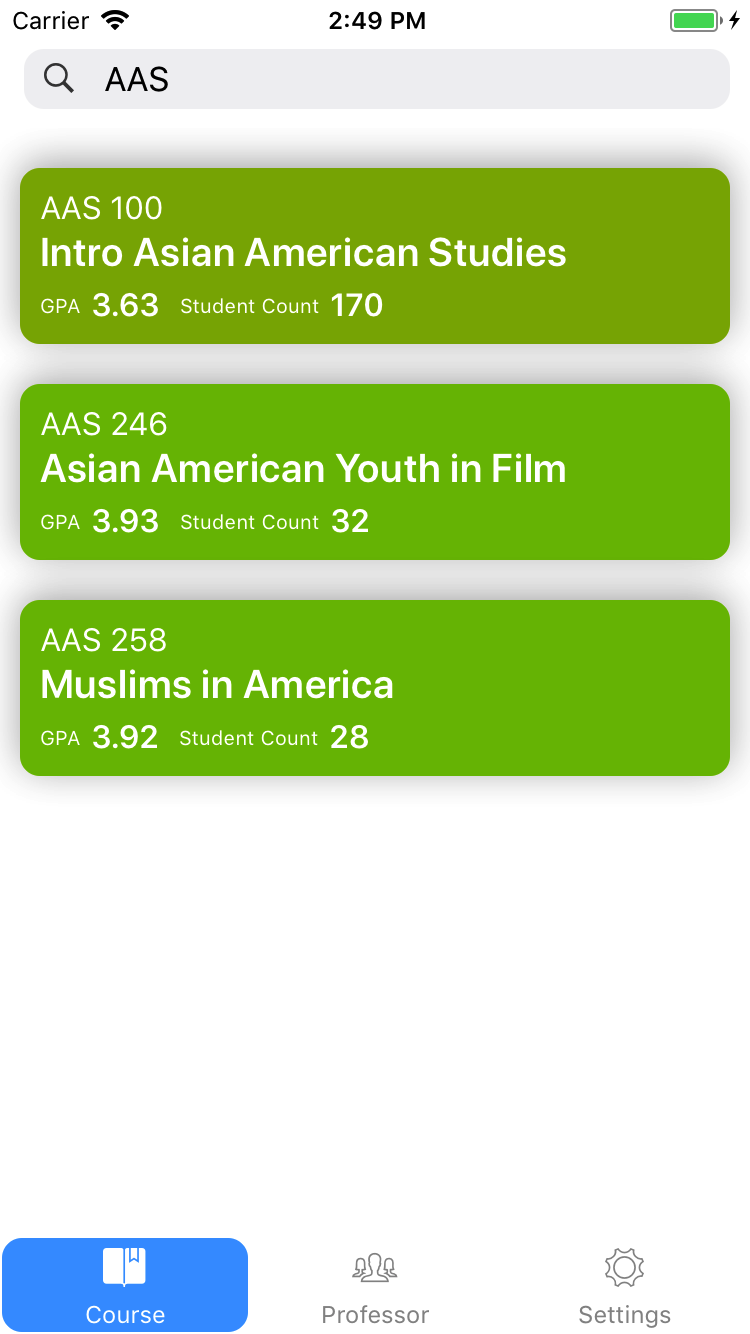 Carrier 2:49 PM
AAS
AAS 100
Intro Asian American Studies
GPA 3.63 Student Count 170
AAS 246
Asian American Youth in Film
GPA 3.93 Student Count 32
AAS 258
Muslims in America
GPA 3.92 Student Count 28
Course Professor Settings